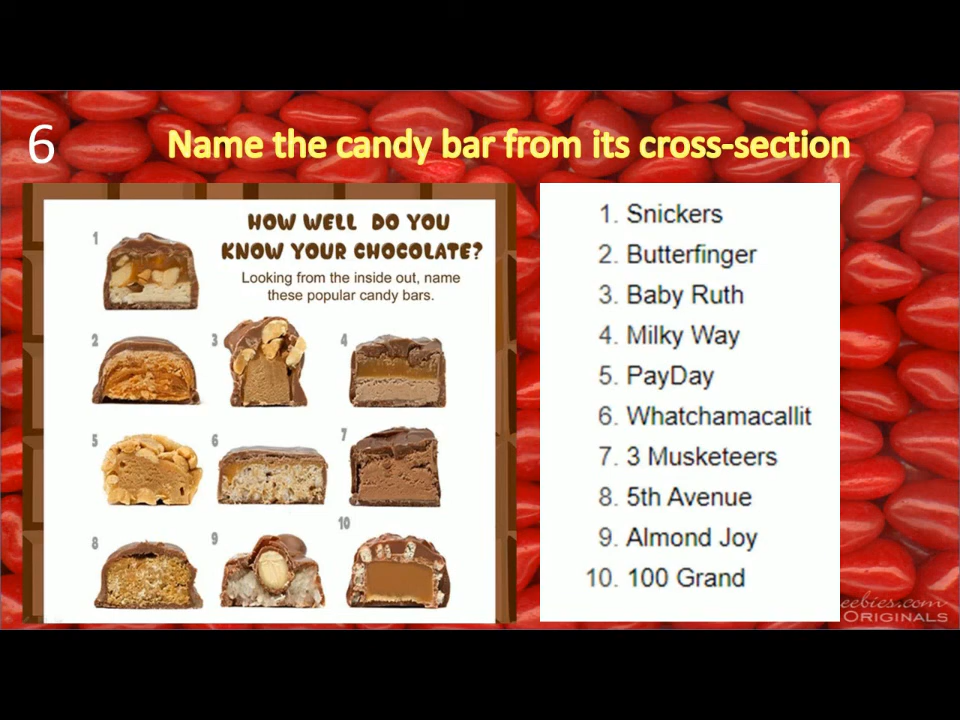 6
Name the candy bar from its cross-section
HOW WELL DO YOU
KNOW YOUR CHOCOLATE?
Looking from the inside out, name
these popular candy bars.
1
2
3
4
5
6
7
8
9
10
1. Snickers
2. Butterfinger
3. Baby Ruth
4. Milky Way
5. PayDay
6. Whatchamacallit
7. 3 Musketeers
8. 5th Avenue
9. Almond Joy
10. 100 Grand
eebies.com
ORIGINALS